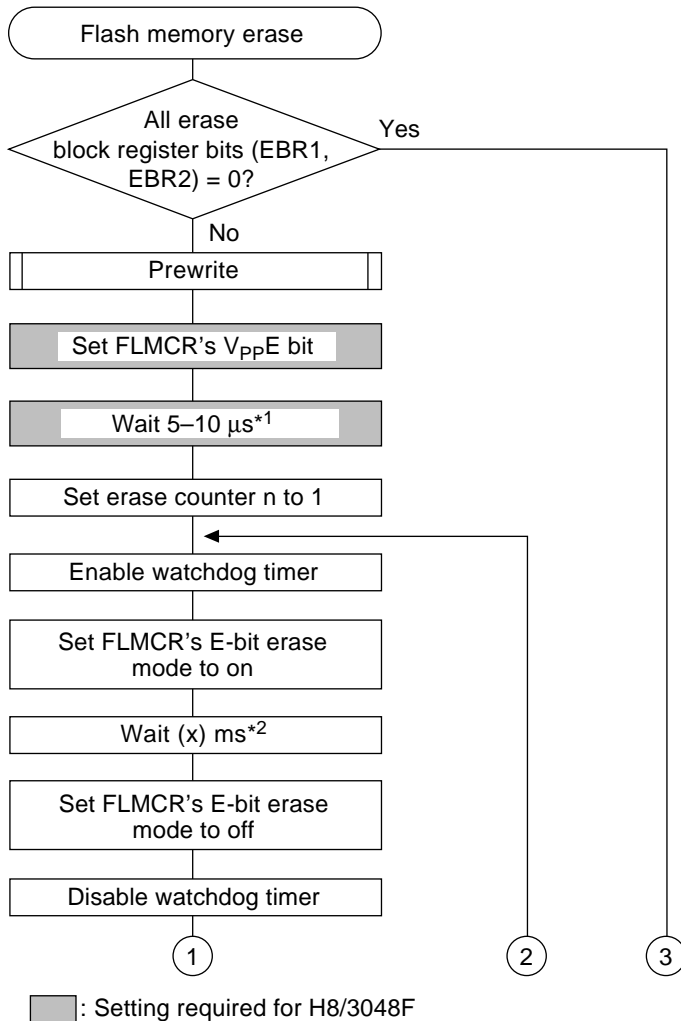 Flash memory erase
All erase
block register bits (EBR1,
EBR2) = 0?
Yes
No
Prewrite
Set FLMCR's VPPE bit
Wait 5–10 μs*1
Set erase counter n to 1
Enable watchdog timer
Set FLMCR's E-bit erase
mode to on
Wait (x) ms*2
Set FLMCR's E-bit erase
mode to off
Disable watchdog timer
1
2
3
: Setting required for H8/3048F